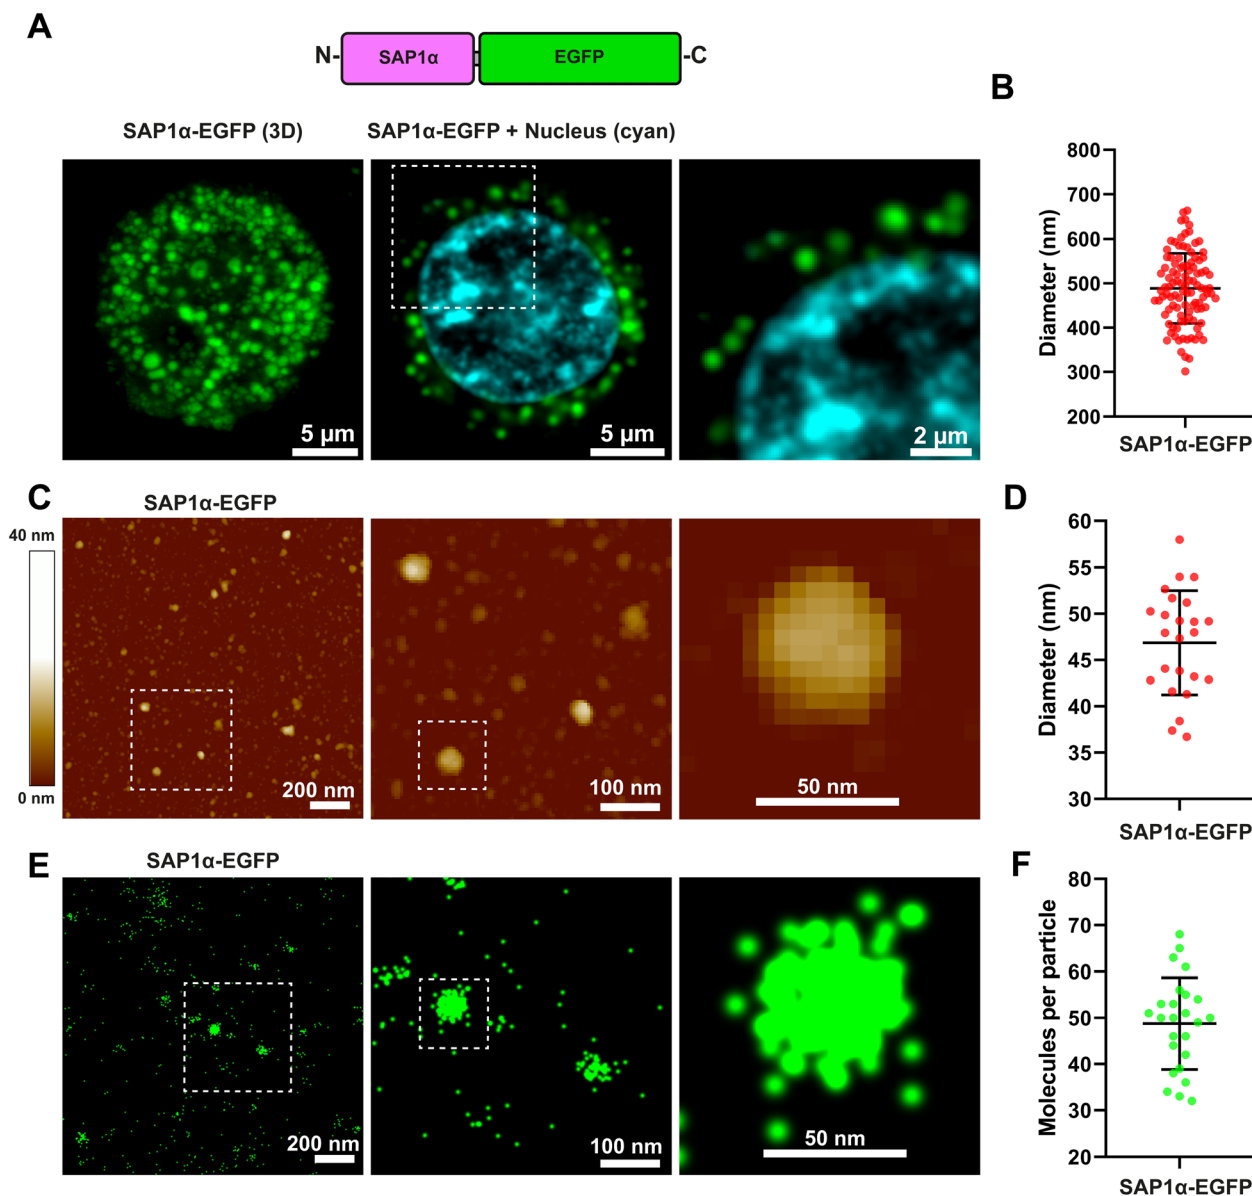 A
N- SAP1α EGFP -C
SAP1α-EGFP (3D)
SAP1α-EGFP + Nucleus (cyan)
5 µm
5 µm
2 µm
B
Diameter (nm)
800
700
600
500
400
300
200
SAP1α-EGFP
C
SAP1α-EGFP
40 nm
0 nm
200 nm
100 nm
50 nm
D
Diameter (nm)
60
55
50
45
40
35
30
SAP1α-EGFP
E
SAP1α-EGFP
200 nm
100 nm
50 nm
F
Molecules per particle
80
70
60
50
40
30
20
SAP1α-EGFP